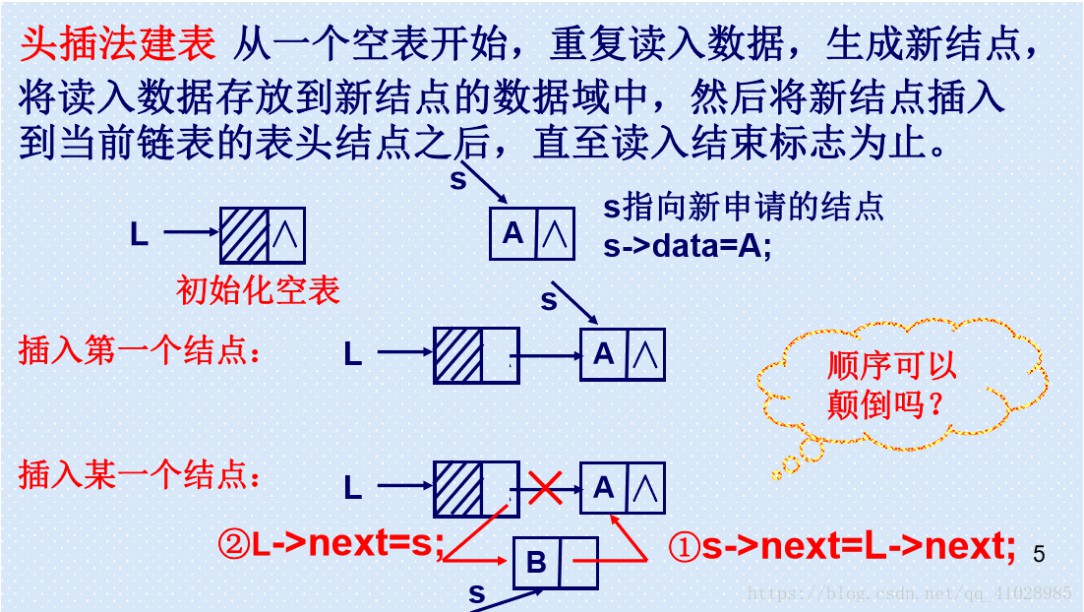 头插法建表 从一个空表开始，重复读入数据，生成新结点，
将读入数据存放到新结点的数据域中，然后将新结点插入
到当前链表的表头结点之后，直至读入结束标志为止。
s
L
∧
A
∧
s指向新申请的结点
s->data=A;
初始化空表
s
插入第一个结点：
L
A
∧
顺序可以
颠倒吗？
插入某一个结点：
L
A
∧
②L->next=s;
B
①s->next=L->next;
5
s
https://blog.csdn.net/qq_41028985